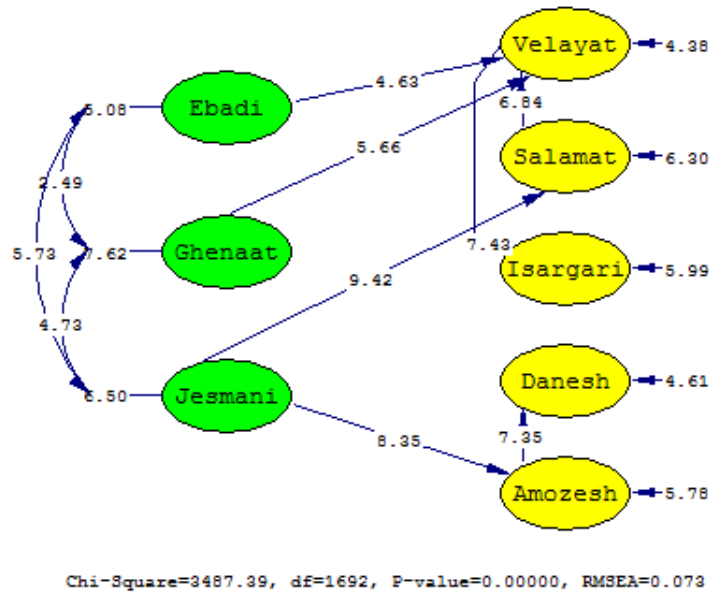 Velayat
4.38
4.63
5.08
Ebadi
6.84
5.66
Salamat
6.30
2.49
7.62
Ghenaat
7.43
5.73
Isargari
5.99
9.42
4.73
Danesh
4.61
6.50
Jesmani
8.35
7.35
Amozesh
5.78
Chi-Square=3487.39, df=1692, P-value=0.00000, RMSEA=0.073